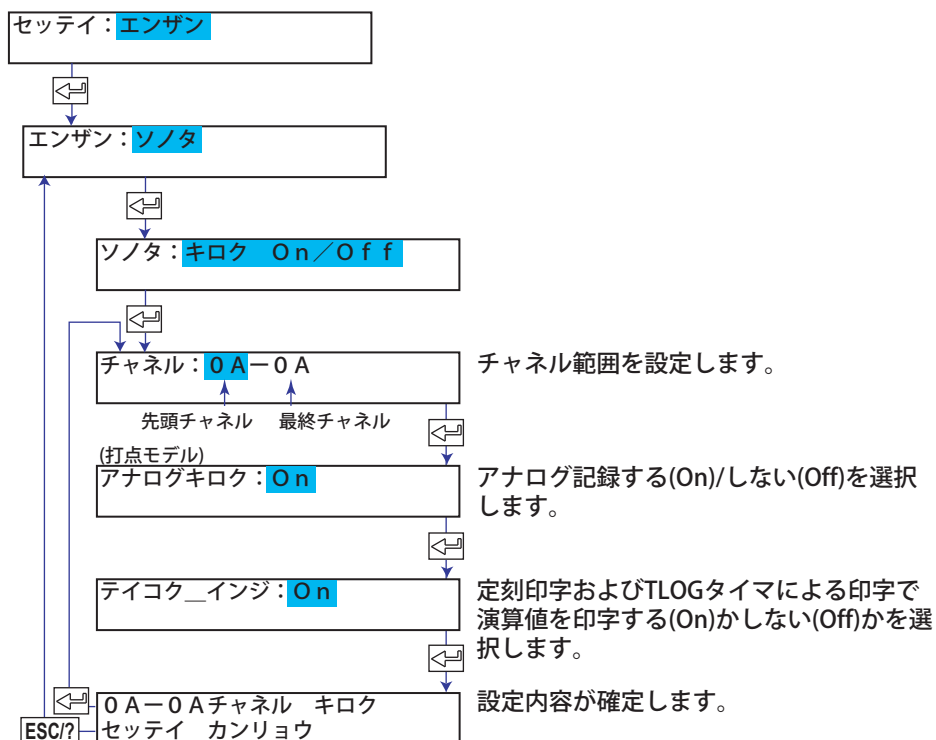 セッテイ：エンザン
エンザン：ソノタ
ソノタ：キロク　Ｏｎ／Ｏｆｆ
チャネル：０Ａー０Ａ
チャネル範囲を設定します。
先頭チャネル　最終チャネル
(打点モデル)
アナログキロク：Ｏｎ
アナログ記録する(On)/しない(Off)を選択
します。
テイコク＿インジ：Ｏｎ
定刻印字およびTLOGタイマによる印字で
演算値を印字する(On)かしない(Off)かを選
択します。
０Ａー０Ａチャネル　キロク
セッテイ　カンリョウ
設定内容が確定します。
ESC/?